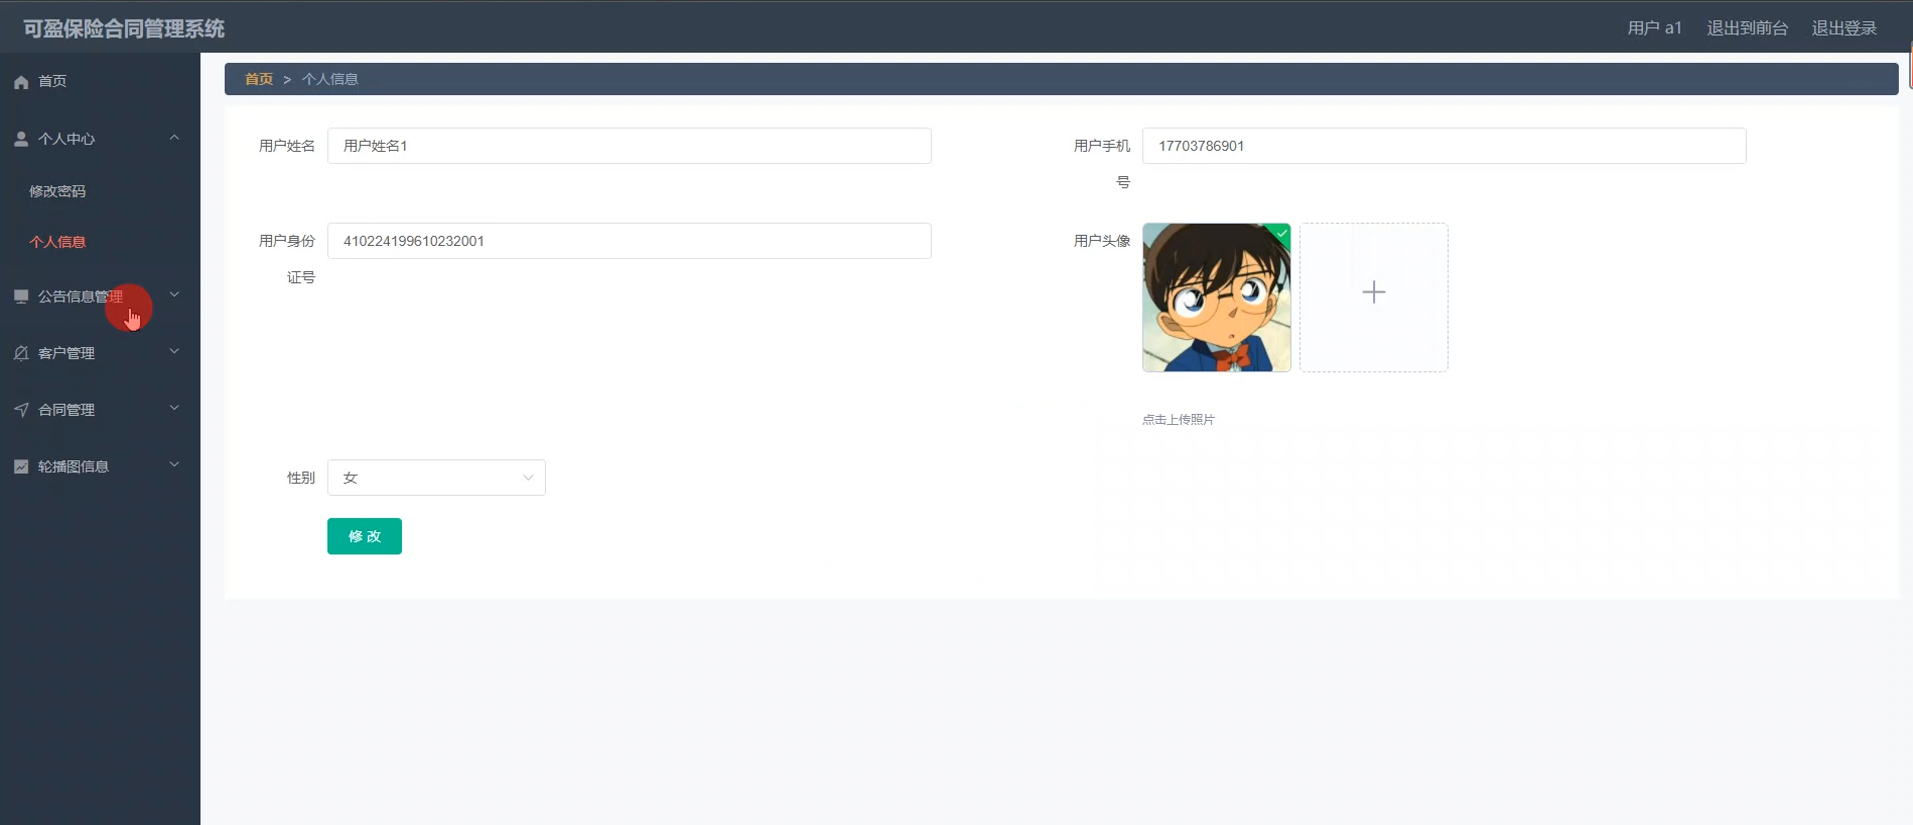 可盈保险合同管理系统
用户 a1 退出到前台 退出登录
首页
个人中心
修改密码
个人信息
公告信息管理
客户管理
合同管理
轮播图信息
首页 > 个人信息
用户姓名 用户姓名1
用户手机号 17703786901
用户身份证号 410224199610232001
用户头像
点击上传照片
性别 女
修 改